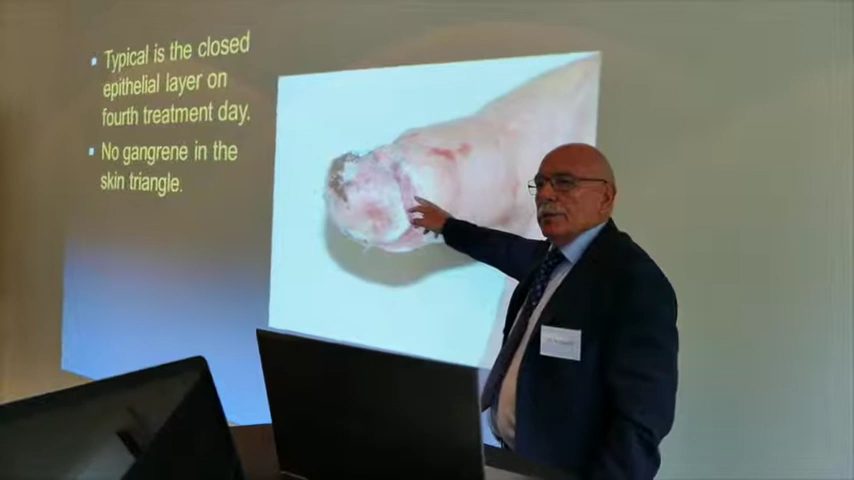 Typical is the closed
epithelial layer on
fourth treatment day.
No gangrene in the
skin triangle.